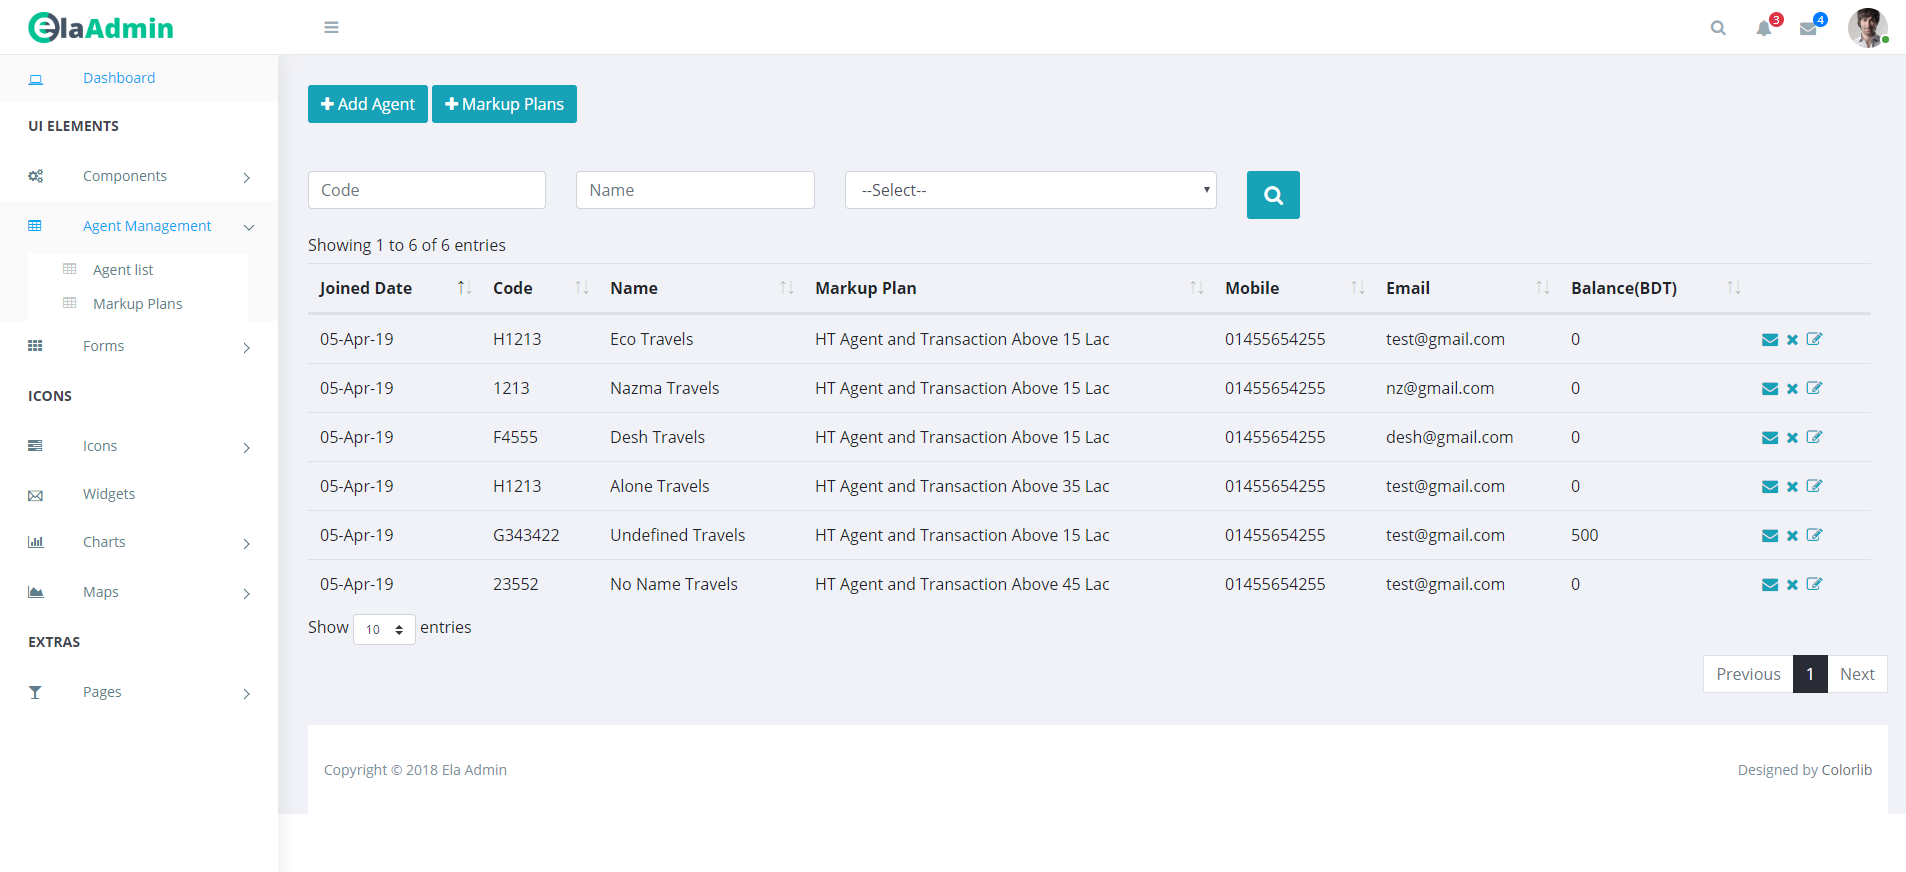 elaAdmin
3
4
Dashboard
UI ELEMENTS
Components
Agent Management
Agent list
Markup Plans
Forms
ICONS
Icons
Widgets
Charts
Maps
EXTRAS
Pages
Add Agent Markup Plans
Code Name --Select--
Showing 1 to 6 of 6 entries
Joined Date Code Name Markup Plan Mobile Email Balance(BDT)
05-Apr-19 H1213 Eco Travels HT Agent and Transaction Above 15 Lac 01455654255 test@gmail.com 0
05-Apr-19 1213 Nazma Travels HT Agent and Transaction Above 15 Lac 01455654255 nz@gmail.com 0
05-Apr-19 F4555 Desh Travels HT Agent and Transaction Above 15 Lac 01455654255 desh@gmail.com 0
05-Apr-19 H1213 Alone Travels HT Agent and Transaction Above 35 Lac 01455654255 test@gmail.com 0
05-Apr-19 G343422 Undefined Travels HT Agent and Transaction Above 15 Lac 01455654255 test@gmail.com 500
05-Apr-19 23552 No Name Travels HT Agent and Transaction Above 45 Lac 01455654255 test@gmail.com 0
Show 10 entries
Previous 1 Next
Copyright © 2018 Ela Admin
Designed by Colorlib